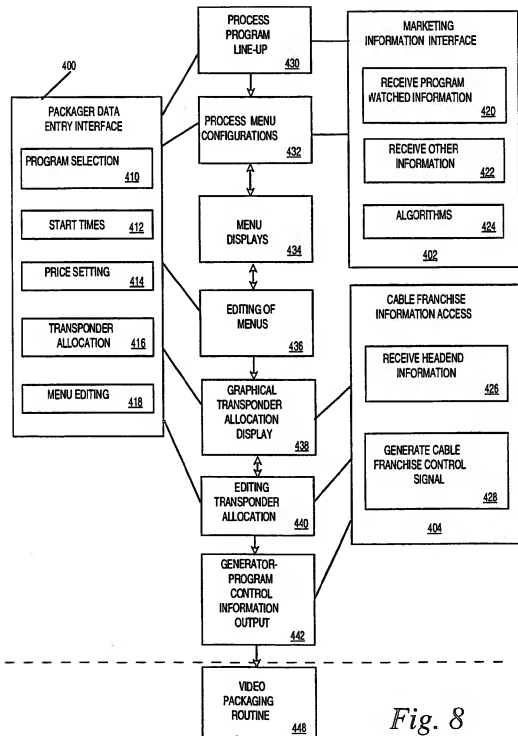 400
PACKAGER DATA
ENTRY INTERFACE
PROGRAM SELECTION
410
START TIMES
412
PRICE SETTING
414
TRANSPONDER
ALLOCATION
416
MENU EDITING
418
PROCESS
PROGRAM
LINE-UP
430
PROCESS MENU
CONFIGURATIONS
432
MENU
DISPLAYS
434
EDITING OF
MENUS
436
GRAPHICAL
TRANSPONDER
ALLOCATION
DISPLAY
438
EDITING
TRANSPONDER
ALLOCATION
440
GENERATOR-
PROGRAM
CONTROL
INFORMATION
OUTPUT
442
VIDEO
PACKAGING
ROUTINE
448
MARKETING
INFORMATION INTERFACE
RECEIVE PROGRAM
WATCHED INFORMATION
420
RECEIVE OTHER
INFORMATION
422
ALGORITHMS
424
402
CABLE FRANCHISE
INFORMATION ACCESS
RECEIVE HEADEND
INFORMATION
426
GENERATE CABLE
FRANCHISE CONTROL
SIGNAL
428
404
Fig. 8